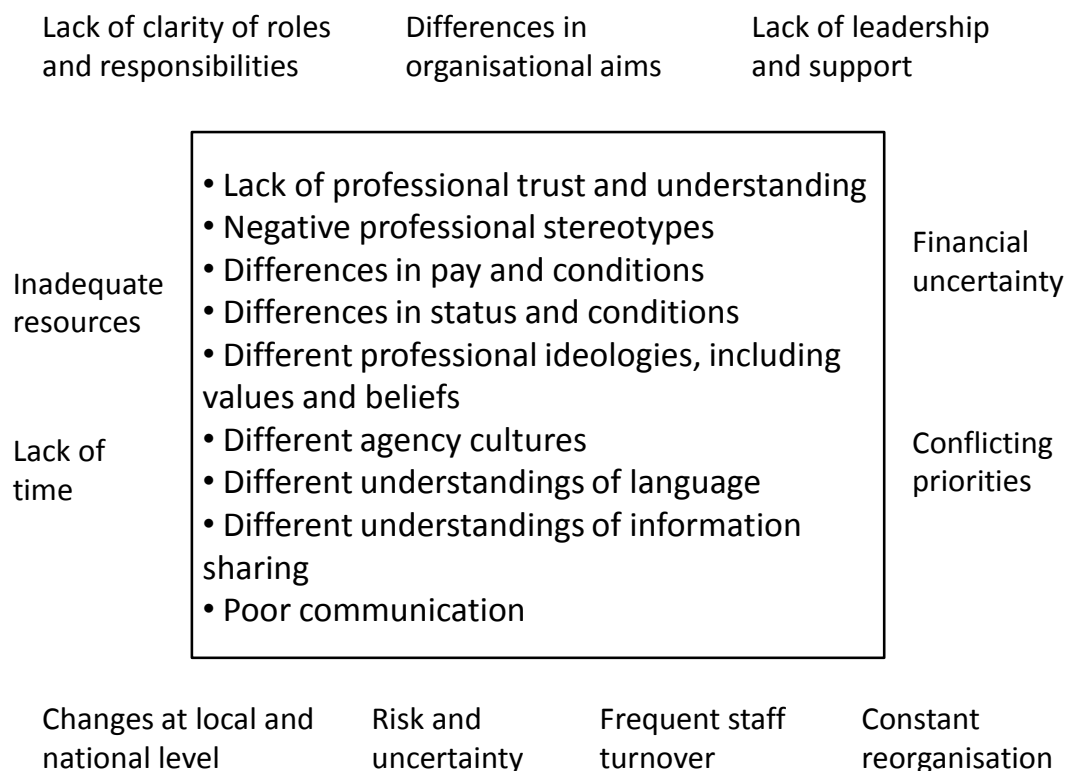 Lack of clarity of roles
and responsibilities
Differences in
organisational aims
Lack of leadership
and support
• Lack of professional trust and understanding
• Negative professional stereotypes
• Differences in pay and conditions
• Differences in status and conditions
• Different professional ideologies, including
values and beliefs
• Different agency cultures
• Different understandings of language
• Different understandings of information
sharing
• Poor communication
Inadequate
resources
Lack of
time
Financial
uncertainty
Conflicting
priorities
Changes at local and
national level
Risk and
uncertainty
Frequent staff
turnover
Constant
reorganisation